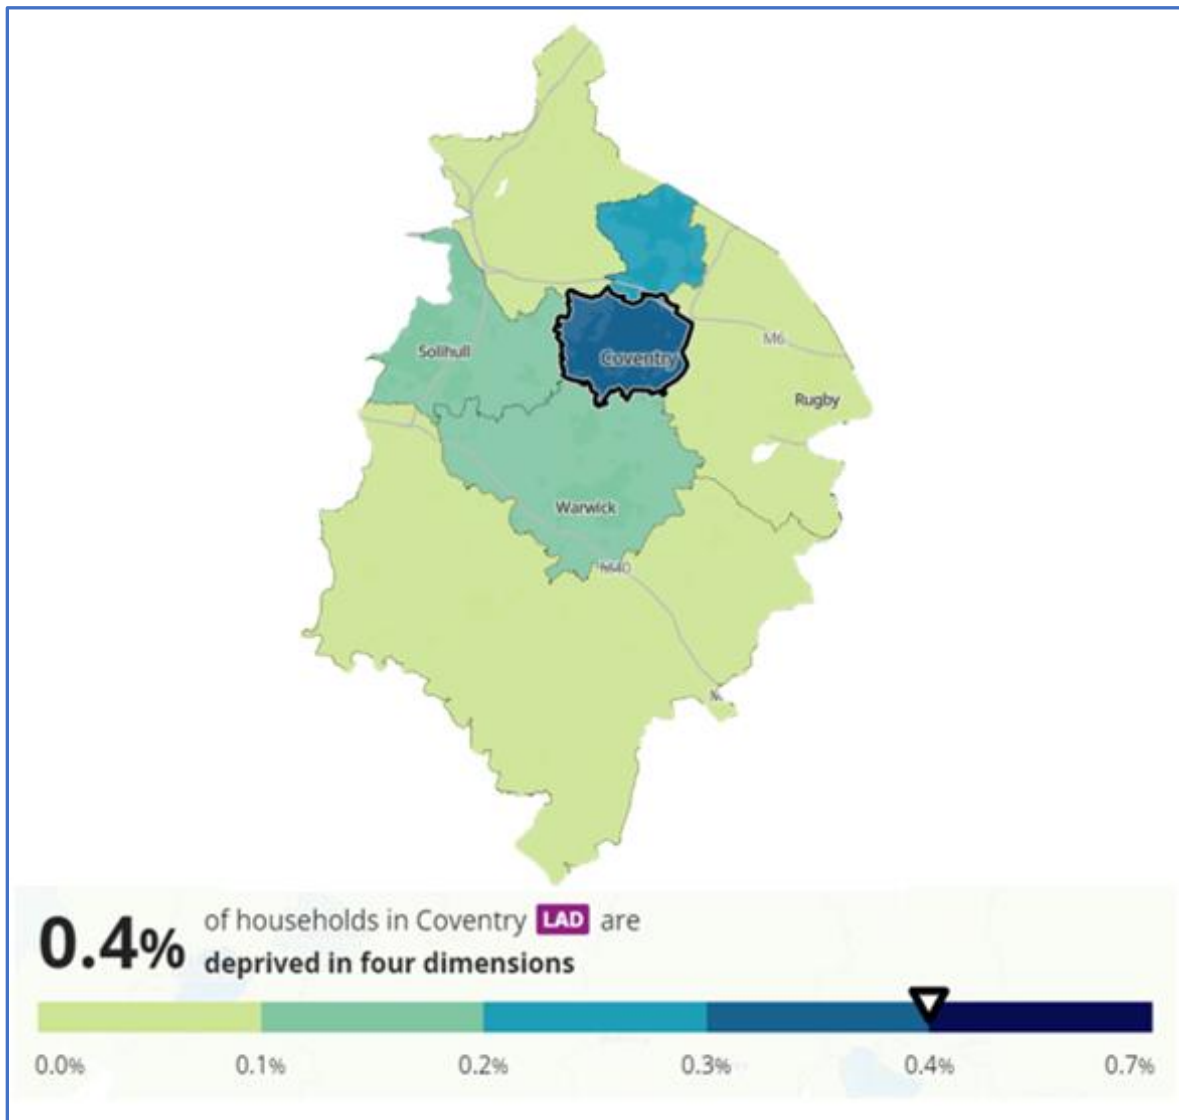 Solihull
Coventry
M6
Rugby
Warwick
M40
0.4% of households in Coventry LAD are
deprived in four dimensions
0.0% 0.1% 0.2% 0.3% 0.4% 0.7%